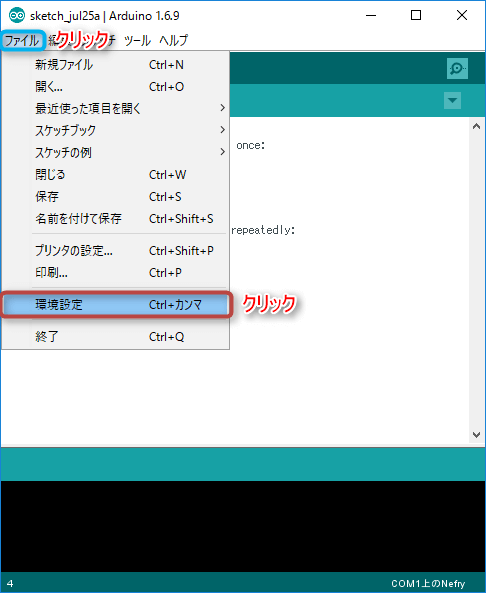 sketch_jul25a | Arduino 1.6.9
ファイル クリック チ ツール ヘルプ
新規ファイル Ctrl+N
開く... Ctrl+O
最近使った項目を開く
スケッチブック
スケッチの例
once:
閉じる Ctrl+W
保存 Ctrl+S
名前を付けて保存 Ctrl+Shift+S
repeatedly:
プリンタの設定... Ctrl+Shift+P
印刷... Ctrl+P
環境設定 Ctrl+カンマ クリック
終了 Ctrl+Q
4 COM1上のNefry